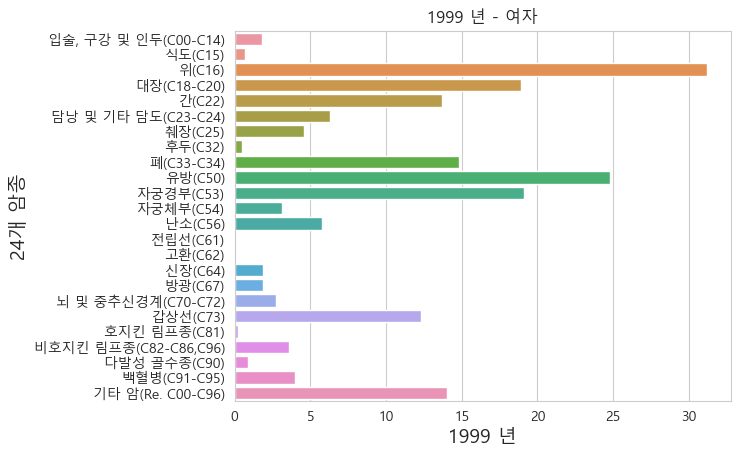 1999 년 - 여자
24개 암종
입술, 구강 및 인두(C00-C14)
식도(C15)
위(C16)
대장(C18-C20)
간(C22)
담낭 및 기타 담도(C23-C24)
췌장(C25)
후두(C32)
폐(C33-C34)
유방(C50)
자궁경부(C53)
자궁체부(C54)
난소(C56)
전립선(C61)
고환(C62)
신장(C64)
방광(C67)
뇌 및 중추신경계(C70-C72)
갑상선(C73)
호지킨 림프종(C81)
비호지킨 림프종(C82-C86,C96)
다발성 골수종(C90)
백혈병(C91-C95)
기타 암(Re. C00-C96)
0 5 10 15 20 25 30
1999 년